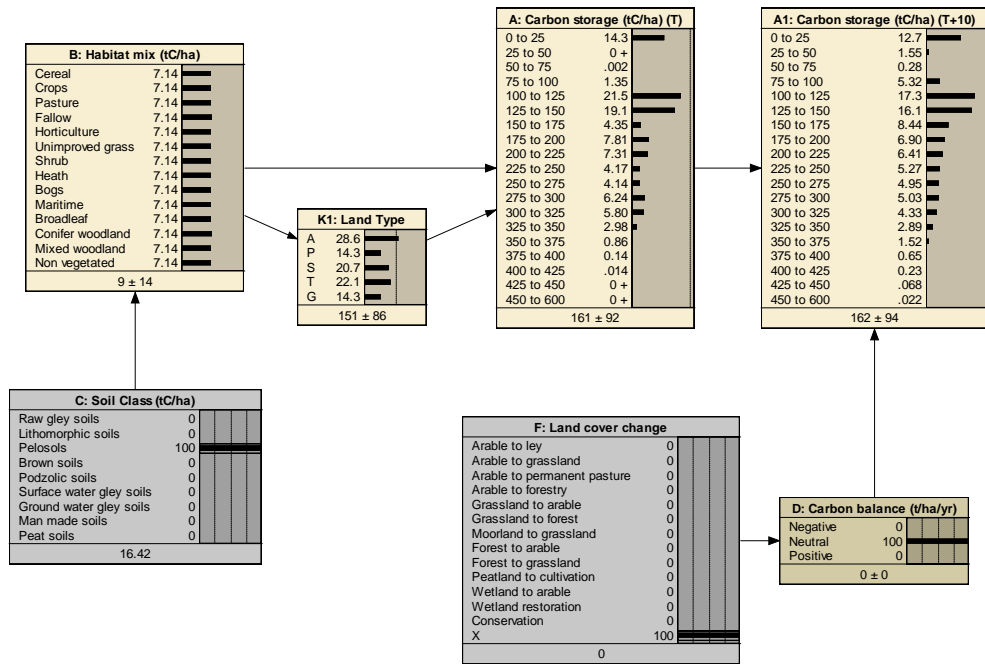 B: Habitat mix (tC/ha)
Cereal 7.14
Crops 7.14
Pasture 7.14
Fallow 7.14
Horticulture 7.14
Unimproved grass 7.14
Shrub 7.14
Heath 7.14
Bogs 7.14
Maritime 7.14
Broadleaf 7.14
Conifer woodland 7.14
Mixed woodland 7.14
Non vegetated 7.14
9 ± 14
K1: Land Type
A 28.6
P 14.3
S 20.7
T 22.1
G 14.3
151 ± 86
A: Carbon storage (tC/ha) (T)
0 to 25 14.3
25 to 50 0 +
50 to 75 .002
75 to 100 1.35
100 to 125 21.5
125 to 150 19.1
150 to 175 4.35
175 to 200 7.81
200 to 225 7.31
225 to 250 4.17
250 to 275 4.14
275 to 300 6.24
300 to 325 5.80
325 to 350 2.98
350 to 375 0.86
375 to 400 0.14
400 to 425 .014
425 to 450 0 +
450 to 600 0 +
161 ± 92
A1: Carbon storage (tC/ha) (T+10)
0 to 25 12.7
25 to 50 1.55
50 to 75 0.28
75 to 100 5.32
100 to 125 17.3
125 to 150 16.1
150 to 175 8.44
175 to 200 6.90
200 to 225 6.41
225 to 250 5.27
250 to 275 4.95
275 to 300 5.03
300 to 325 4.33
325 to 350 2.89
350 to 375 1.52
375 to 400 0.65
400 to 425 0.23
425 to 450 .068
450 to 600 .022
162 ± 94
C: Soil Class (tC/ha)
Raw gley soils 0
Lithomorphic soils 0
Pelosols 100
Brown soils 0
Podzolic soils 0
Surface water gley soils 0
Ground water gley soils 0
Man made soils 0
Peat soils 0
16.42
F: Land cover change
Arable to ley 0
Arable to grassland 0
Arable to permanent pasture 0
Arable to forestry 0
Grassland to arable 0
Grassland to forest 0
Moorland to grassland 0
Forest to arable 0
Forest to grassland 0
Peatland to cultivation 0
Wetland to arable 0
Wetland restoration 0
Conservation 0
X 100
0
D: Carbon balance (t/ha/yr)
Negative 0
Neutral 100
Positive 0
0 ± 0